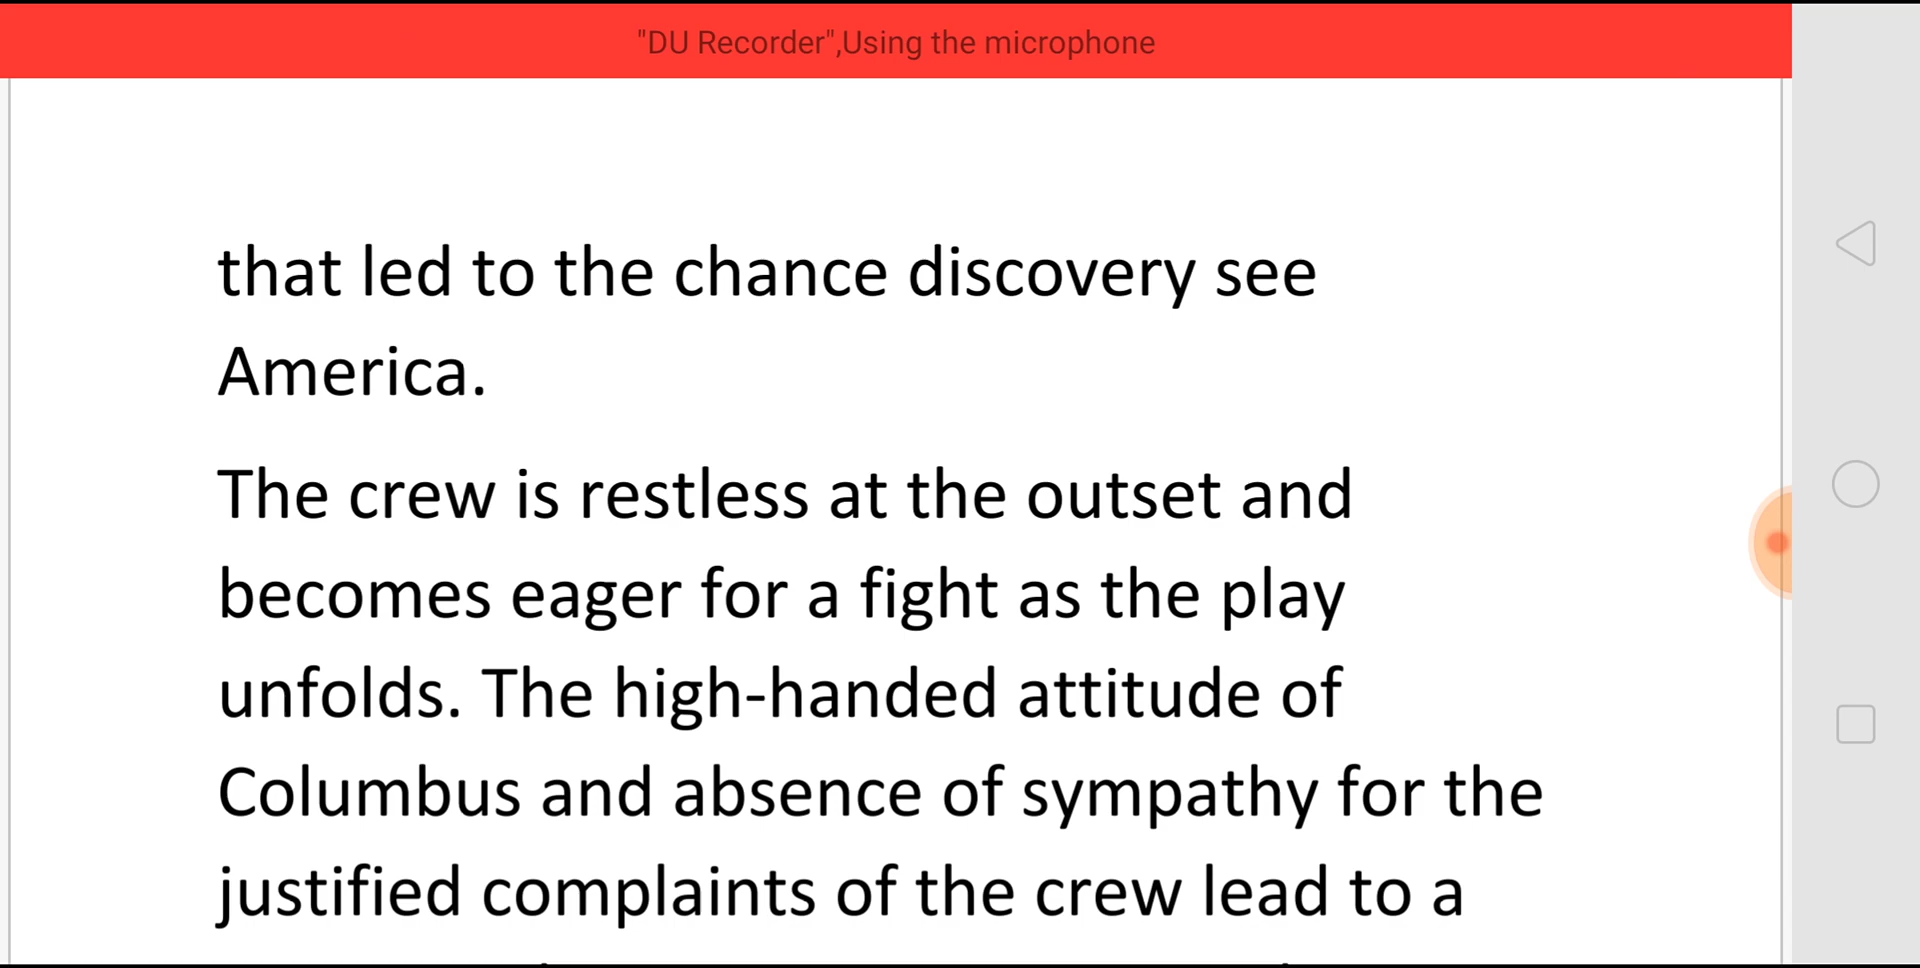 "DU Recorder",Using the microphone
that led to the chance discovery see
America.
The crew is restless at the outset and
becomes eager for a fight as the play
unfolds. The high-handed attitude of
Columbus and absence of sympathy for the
justified complaints of the crew lead to a